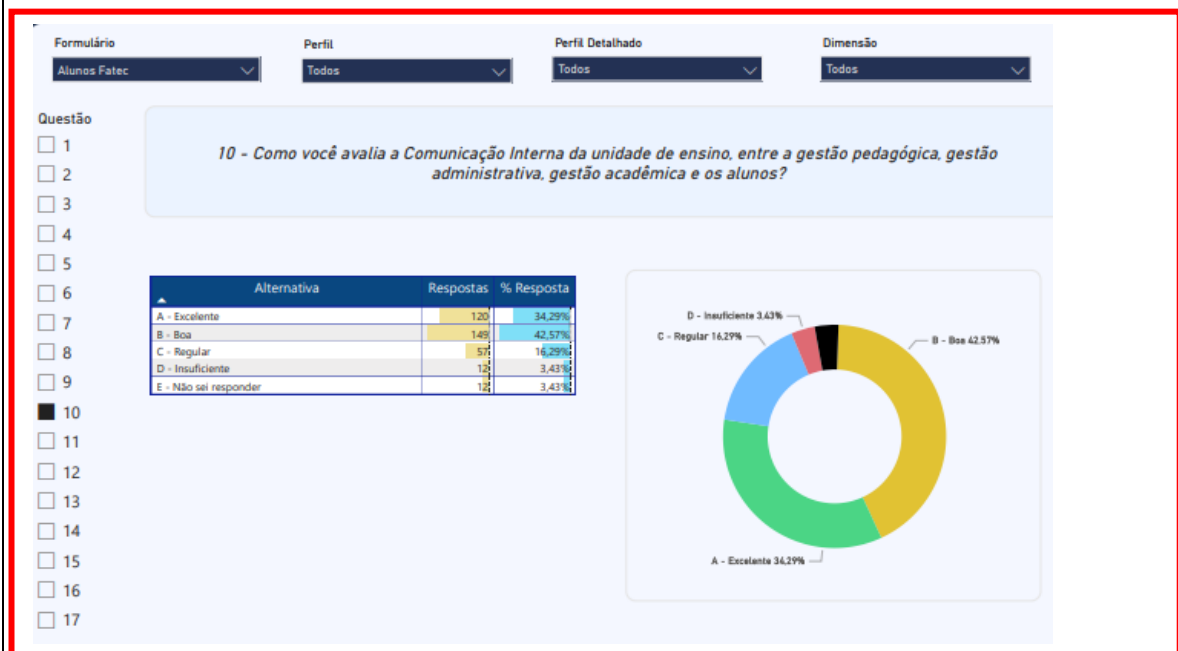 Formulário
Perfil
Perfil Detalhado
Dimensão
Alunos Fatec
Todos
Todos
Todos
Questão
1
2
3
4
5
6
7
8
9
10
11
12
13
14
15
16
17
10 - Como você avalia a Comunicação Interna da unidade de ensino, entre a gestão pedagógica, gestão
administrativa, gestão acadêmica e os alunos?
Alternativa Respostas % Resposta
A - Excelente 120 34,29%
B - Boa 149 42,57%
C - Regular 57 16,29%
D - Insuficiente 12 3,43%
E - Não sei responder 12 3,43%
D - Insuficiente 3,43%
C - Regular 16,29%
B - Boa 42,57%
A - Excelente 34,29%